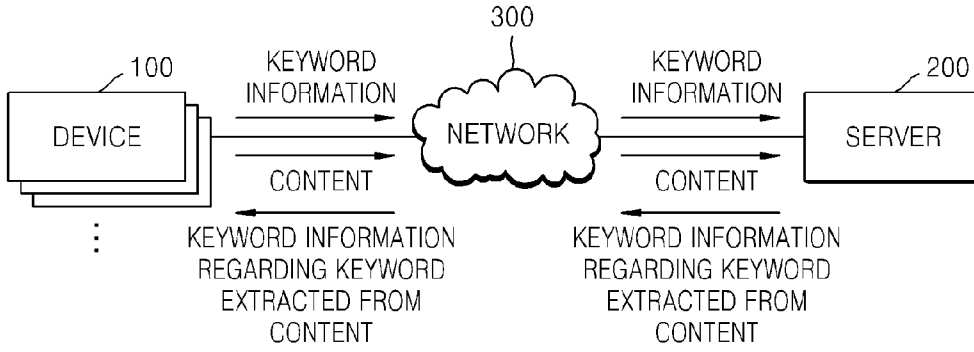 300
100
KEYWORD
INFORMATION
KEYWORD
INFORMATION
200
DEVICE
NETWORK
SERVER
CONTENT
CONTENT
KEYWORD INFORMATION
REGARDING KEYWORD
EXTRACTED FROM
CONTENT
KEYWORD INFORMATION
REGARDING KEYWORD
EXTRACTED FROM
CONTENT